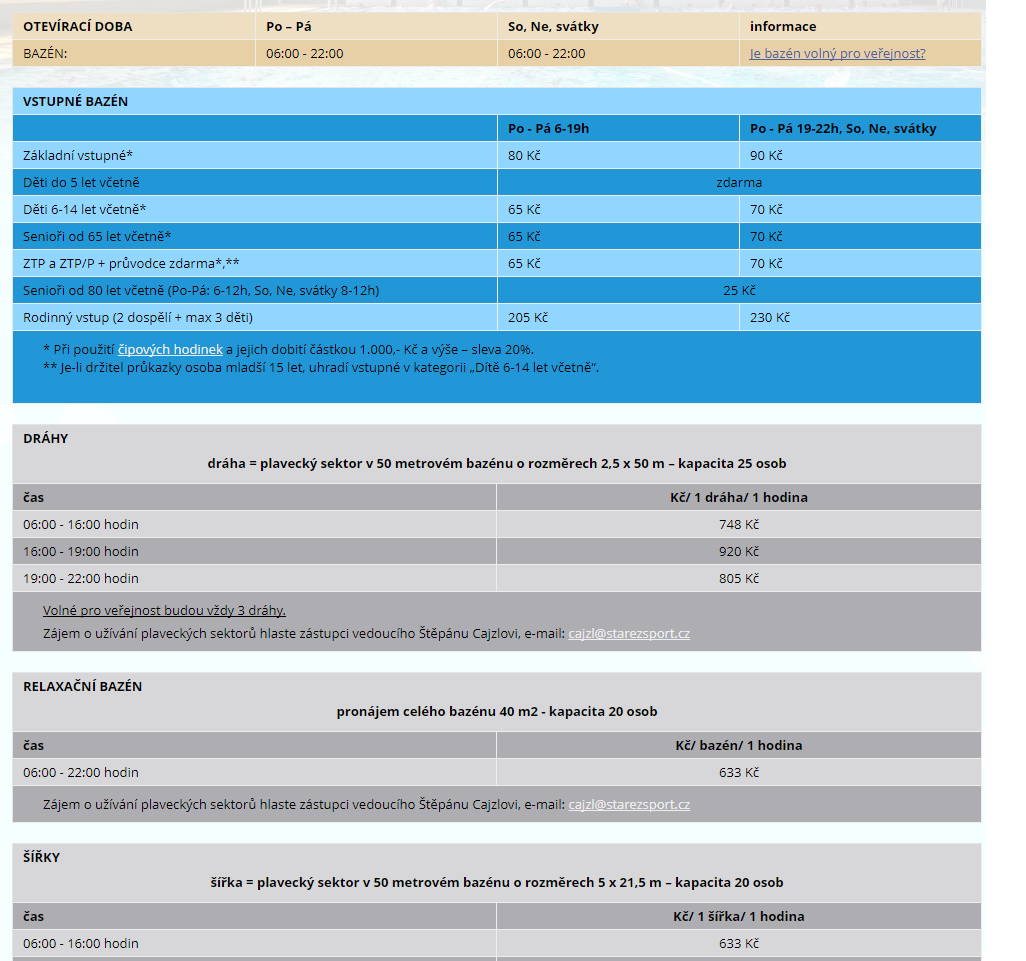 OTEVÍRACÍ DOBA Po – Pá So, Ne, svátky informace
BAZÉN: 06:00 - 22:00 06:00 - 22:00 Je bazén volný pro veřejnost?
VSTUPNÉ BAZÉN
Po - Pá 6-19h Po - Pá 19-22h, So, Ne, svátky
Základní vstupné* 80 Kč 90 Kč
Děti do 5 let včetně zdarma
Děti 6-14 let včetně* 65 Kč 70 Kč
Senioři od 65 let včetně* 65 Kč 70 Kč
ZTP a ZTP/P + průvodce zdarma*,** 65 Kč 70 Kč
Senioři od 80 let včetně (Po-Pá: 6-12h, So, Ne, svátky 8-12h) 25 Kč
Rodinný vstup (2 dospělí + max 3 děti) 205 Kč 230 Kč
* Při použití čipových hodinek a jejich dobití částkou 1.000,- Kč a výše – sleva 20%.
** Je-li držitel průkazky osoba mladší 15 let, uhradí vstupné v kategorii „Dítě 6-14 let včetně“.
DRÁHY
dráha = plavecký sektor v 50 metrovém bazénu o rozměrech 2,5 x 50 m – kapacita 25 osob
čas Kč/ 1 dráha/ 1 hodina
06:00 - 16:00 hodin 748 Kč
16:00 - 19:00 hodin 920 Kč
19:00 - 22:00 hodin 805 Kč
Volné pro veřejnost budou vždy 3 dráhy.
Zájem o užívání plaveckých sektorů hlaste zástupci vedoucího Štěpánu Cajzlovi, e-mail: cajzl@starezsport.cz
RELAXAČNÍ BAZÉN
pronájem celého bazénu 40 m2 - kapacita 20 osob
čas Kč/ bazén/ 1 hodina
06:00 - 22:00 hodin 633 Kč
Zájem o užívání plaveckých sektorů hlaste zástupci vedoucího Štěpánu Cajzlovi, e-mail: cajzl@starezsport.cz
ŠÍŘKY
šířka = plavecký sektor v 50 metrovém bazénu o rozměrech 5 x 21,5 m – kapacita 20 osob
čas Kč/ 1 šířka/ 1 hodina
06:00 - 16:00 hodin 633 Kč